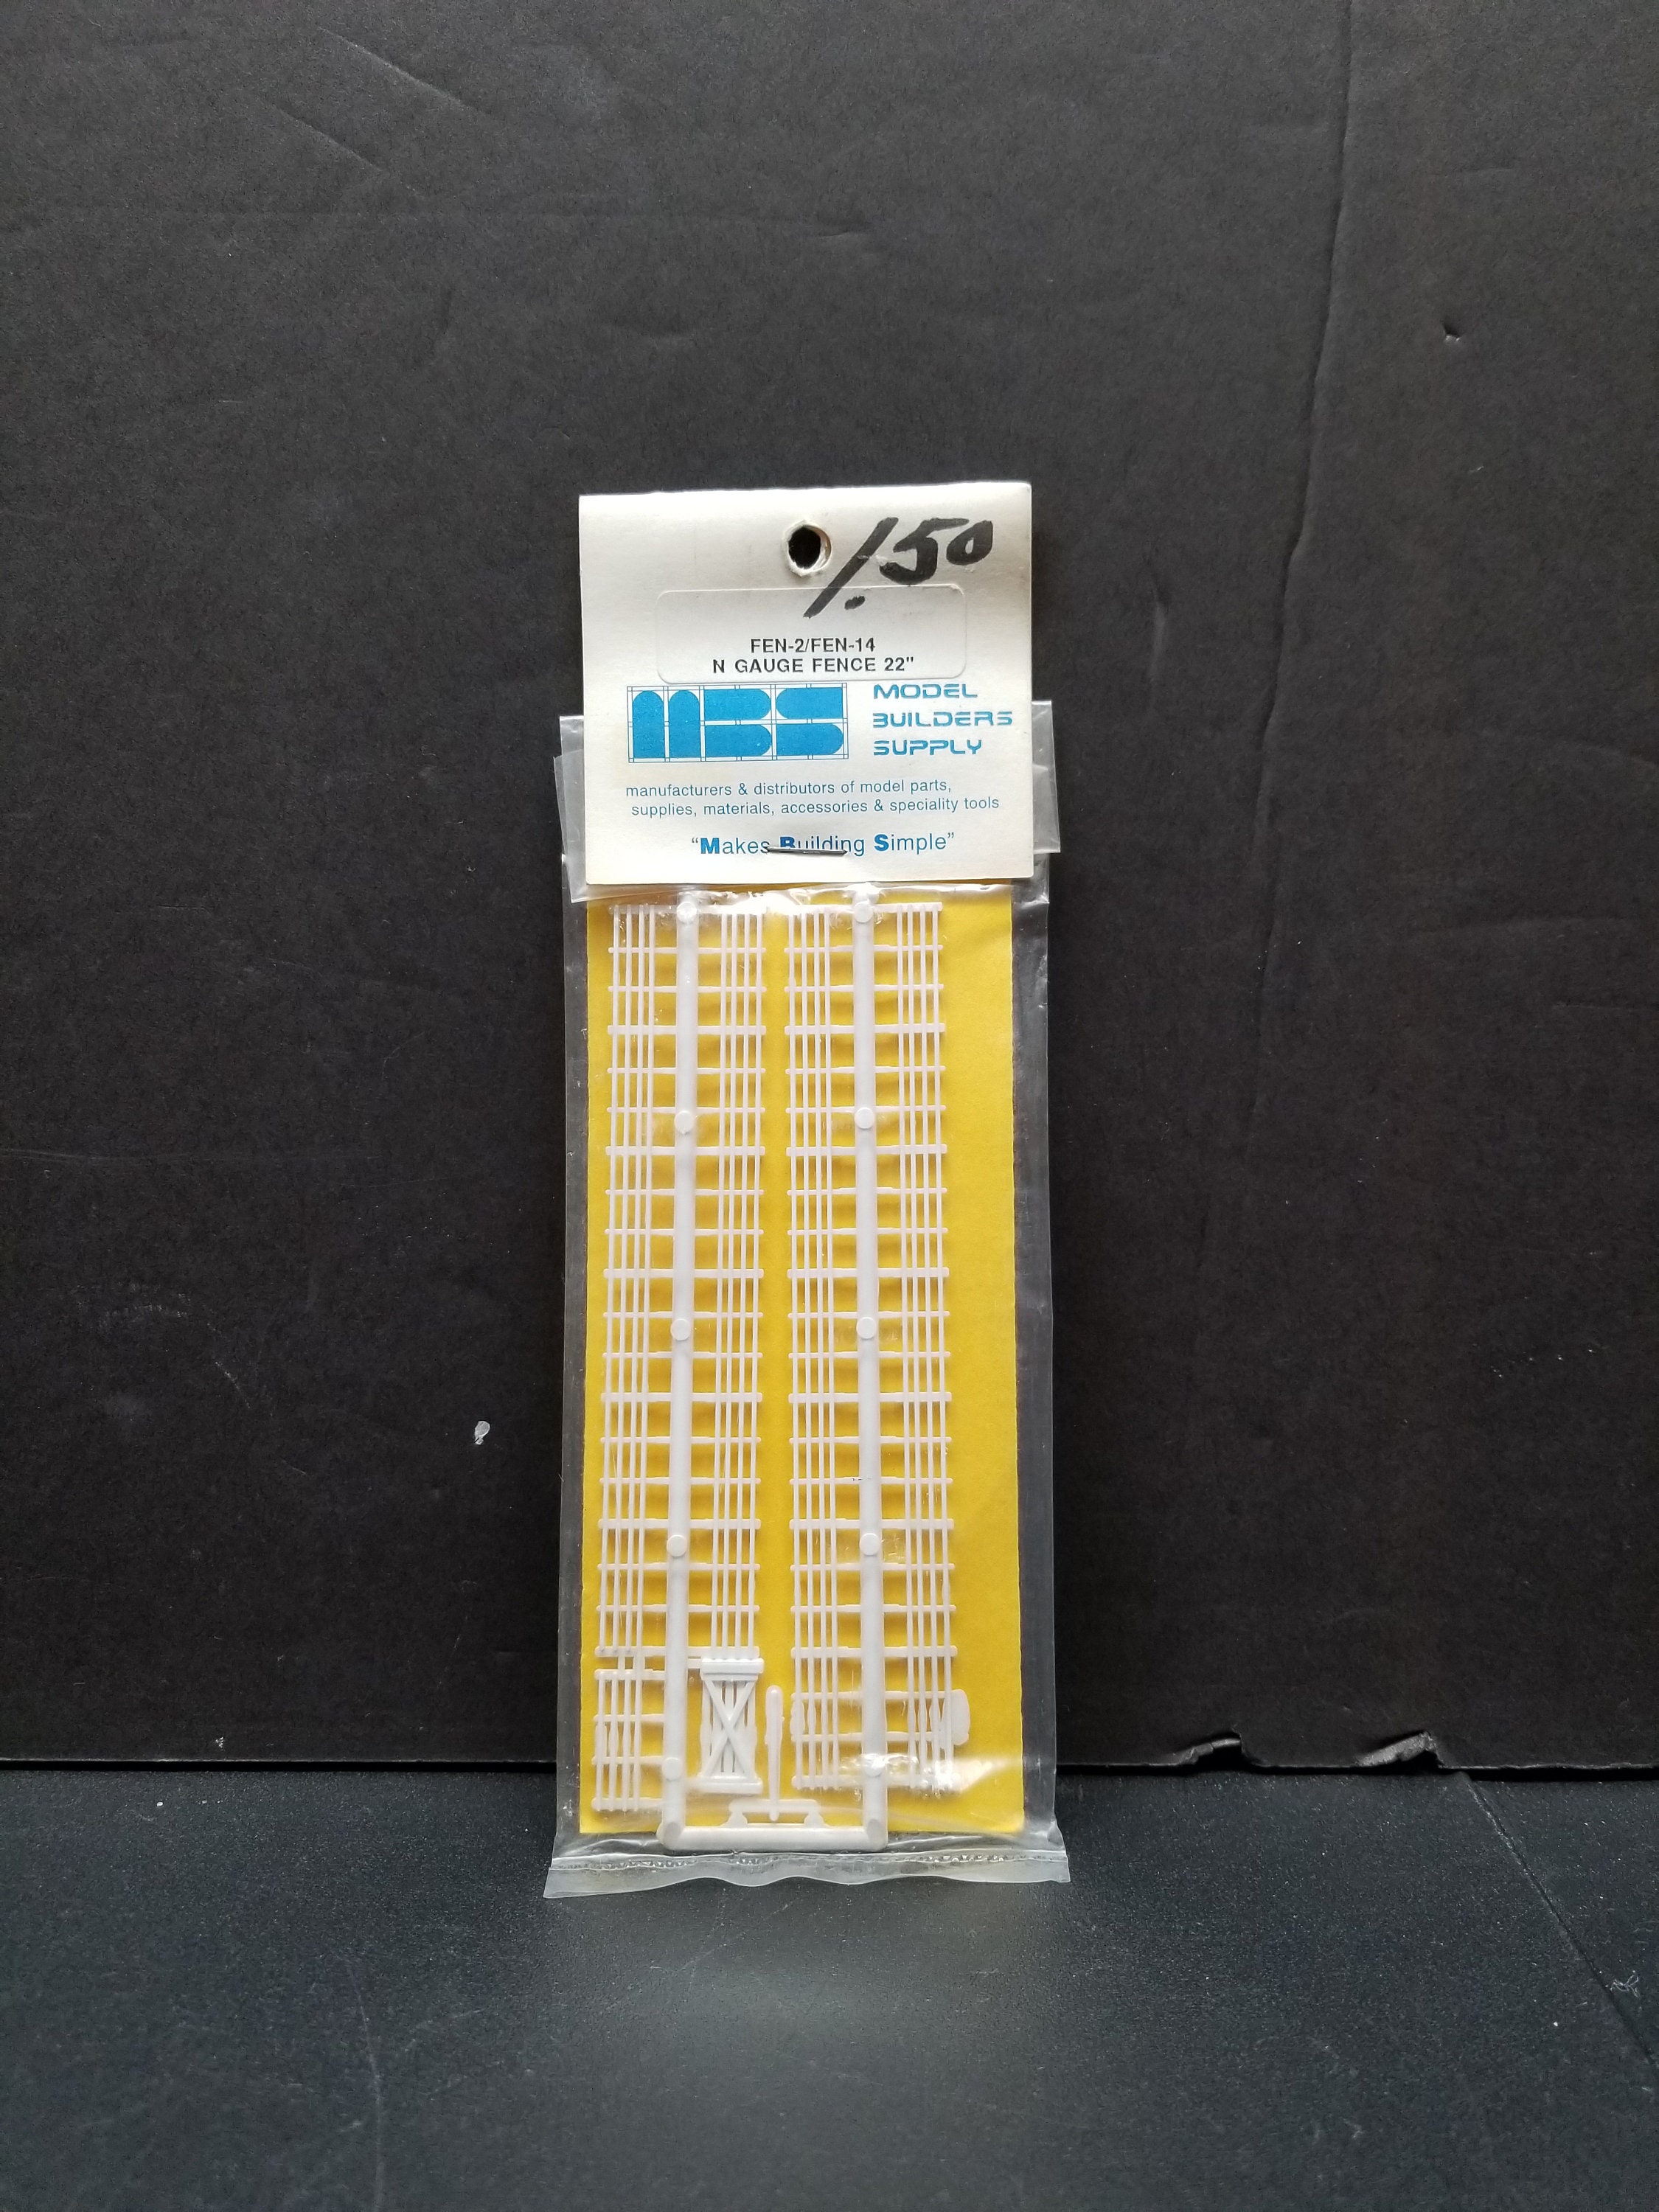 1.50
FEN-2/FEN-14
N GAUGE FENCE 22"
MBS
MODEL
BUILDERS
SUPPLY
manufacturers & distributors of model parts,
supplies, materials, accessories & speciality tools
“Makes Building Simple”